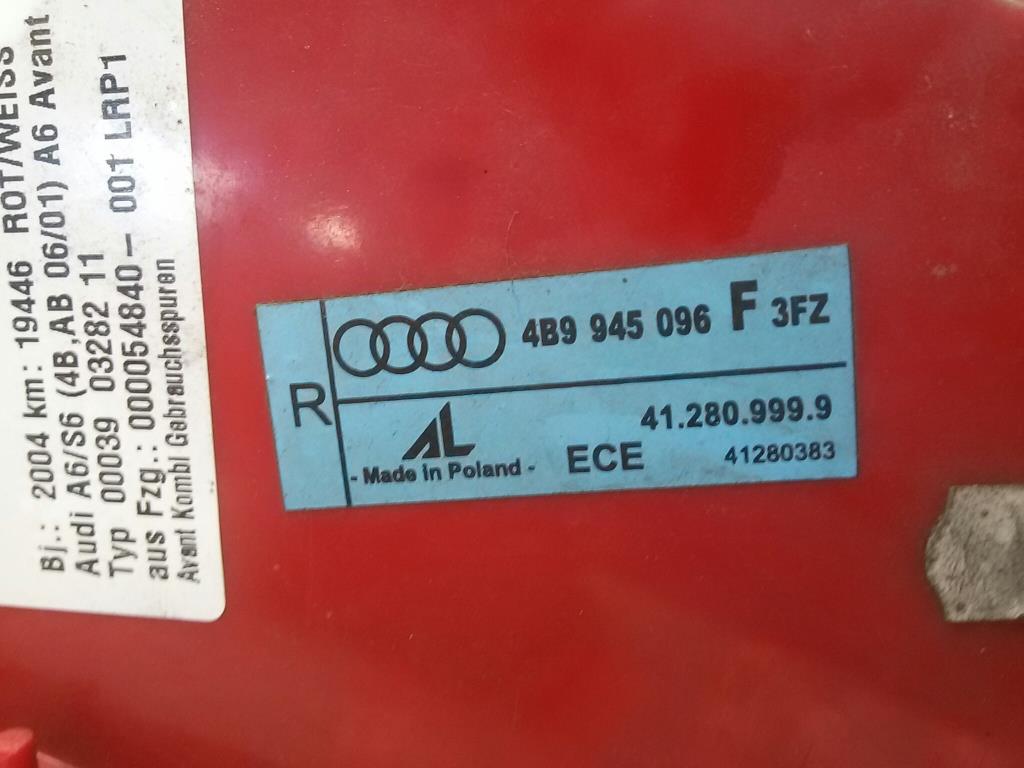 ROT/WEISS
Bj.: 2004 km: 19446
Audi A6/S6 (4B,AB 06/01) A6 Avant
Typ 00039 03282 11
aus Fzg.: 0000054840- 001 LRP1
Avant Kombi Gebrauchsspuren
R
4B9 945 096 F 3FZ
AL
41.280.999.9
- Made in Poland - ECE 41280383